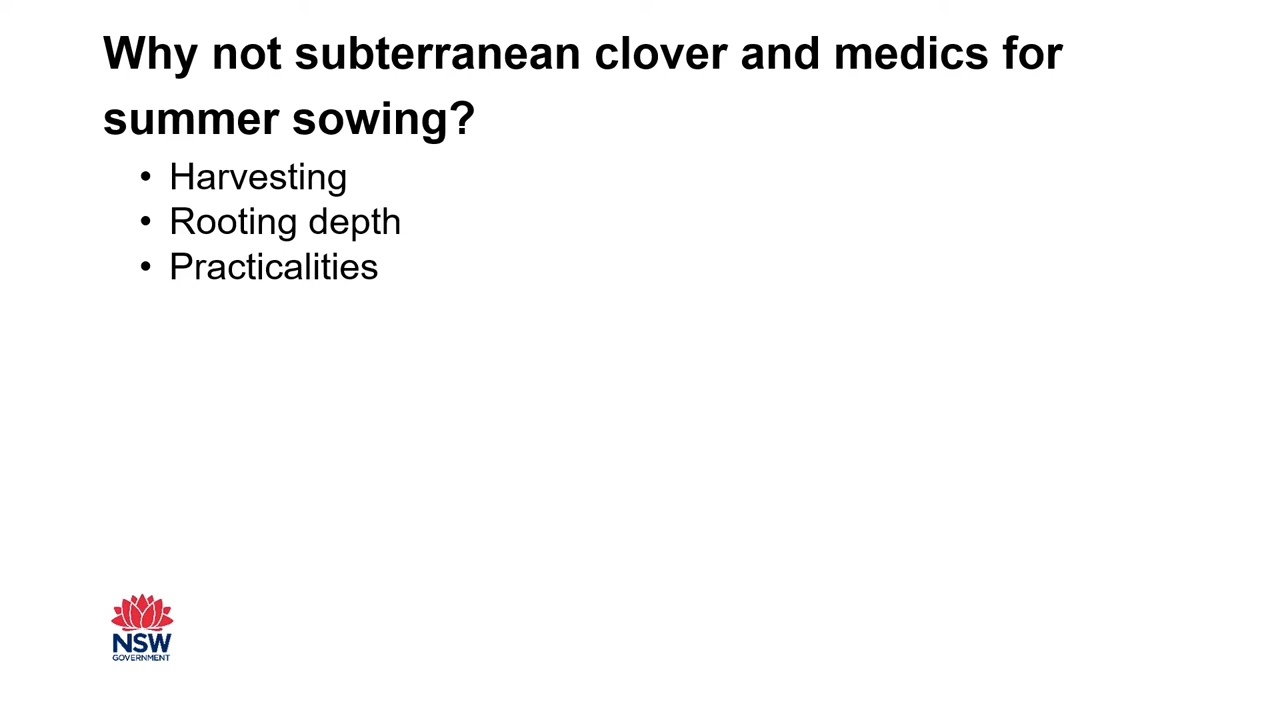 Why not subterranean clover and medics for
summer sowing?
• Harvesting
• Rooting depth
• Practicalities
NSW
GOVERNMENT